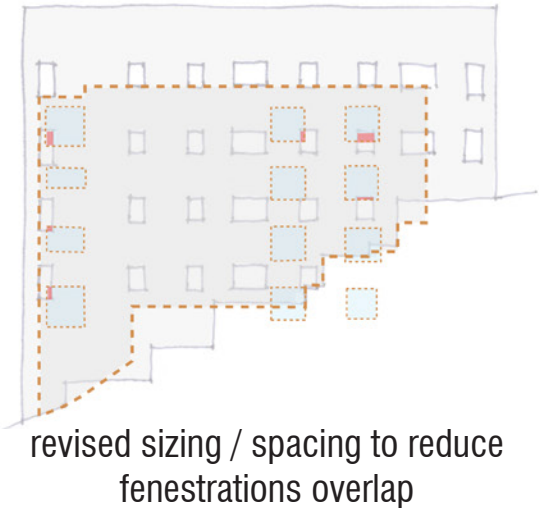 revised sizing / spacing to reduce
fenestrations overlap